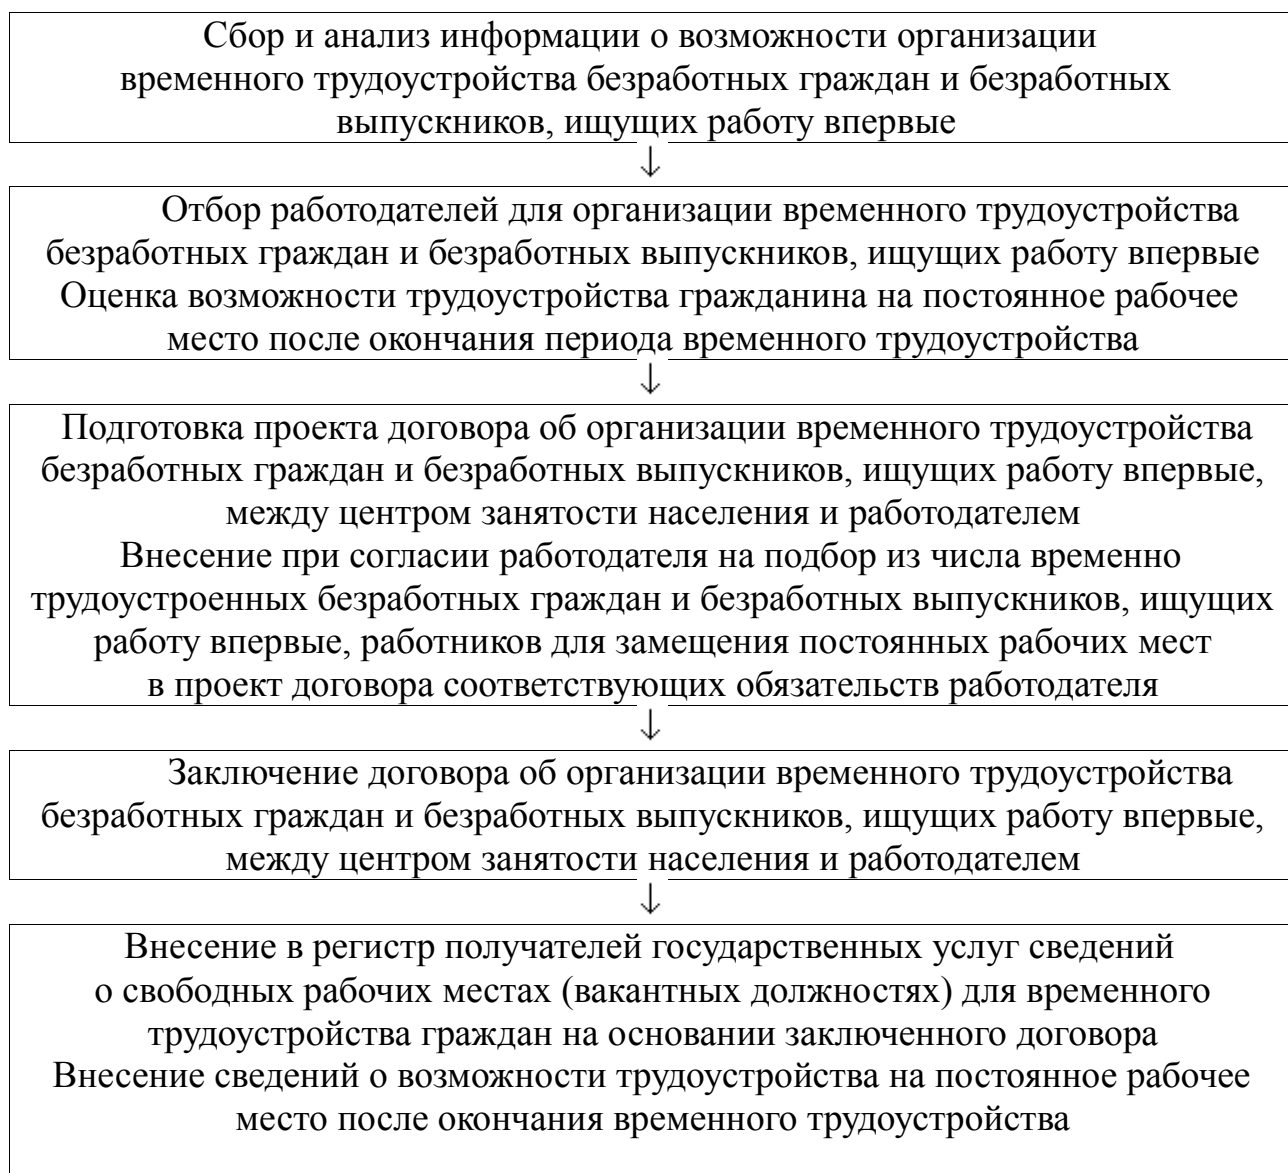 Сбор и анализ информации о возможности организации
временного трудоустройства безработных граждан и безработных
выпускников, ищущих работу впервые
↓
Отбор работодателей для организации временного трудоустройства
безработных граждан и безработных выпускников, ищущих работу впервые
Оценка возможности трудоустройства гражданина на постоянное рабочее
место после окончания периода временного трудоустройства
↓
Подготовка проекта договора об организации временного трудоустройства
безработных граждан и безработных выпускников, ищущих работу впервые,
между центром занятости населения и работодателем
Внесение при согласии работодателя на подбор из числа временно
трудоустроенных безработных граждан и безработных выпускников, ищущих
работу впервые, работников для замещения постоянных рабочих мест
в проект договора соответствующих обязательств работодателя
↓
Заключение договора об организации временного трудоустройства
безработных граждан и безработных выпускников, ищущих работу впервые,
между центром занятости населения и работодателем
↓
Внесение в регистр получателей государственных услуг сведений
о свободных рабочих местах (вакантных должностях) для временного
трудоустройства граждан на основании заключенного договора
Внесение сведений о возможности трудоустройства на постоянное рабочее
место после окончания временного трудоустройства